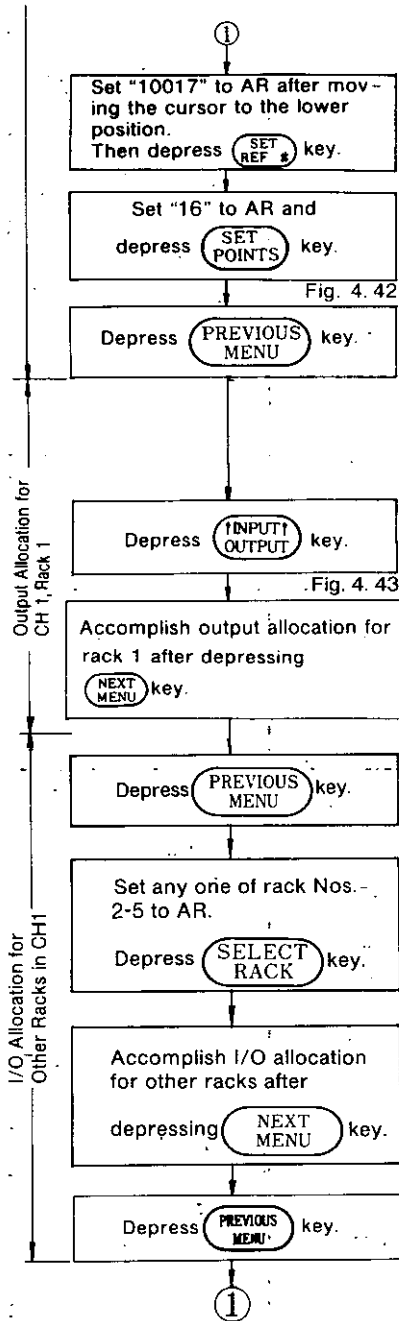 ①
Set "10017" to AR after mov-
ing the cursor to the lower
position.
Then depress SET REF # key.
Set "16" to AR and
depress SET POINTS key.
Fig. 4. 42
Depress PREVIOUS MENU key.
Output Allocation for
CH 1, Rack 1
Depress ↑INPUT↑ OUTPUT key.
Fig. 4. 43
Accomplish output allocation for
rack 1 after depressing
NEXT MENU key.
I/O Allocation for
Other Racks in CH1
Depress PREVIOUS MENU key.
Set any one of rack Nos.
2-5 to AR.
Depress SELECT RACK key.
Accomplish I/O allocation
for other racks after
depressing NEXT MENU key.
Depress PREVIOUS MENU key.
①